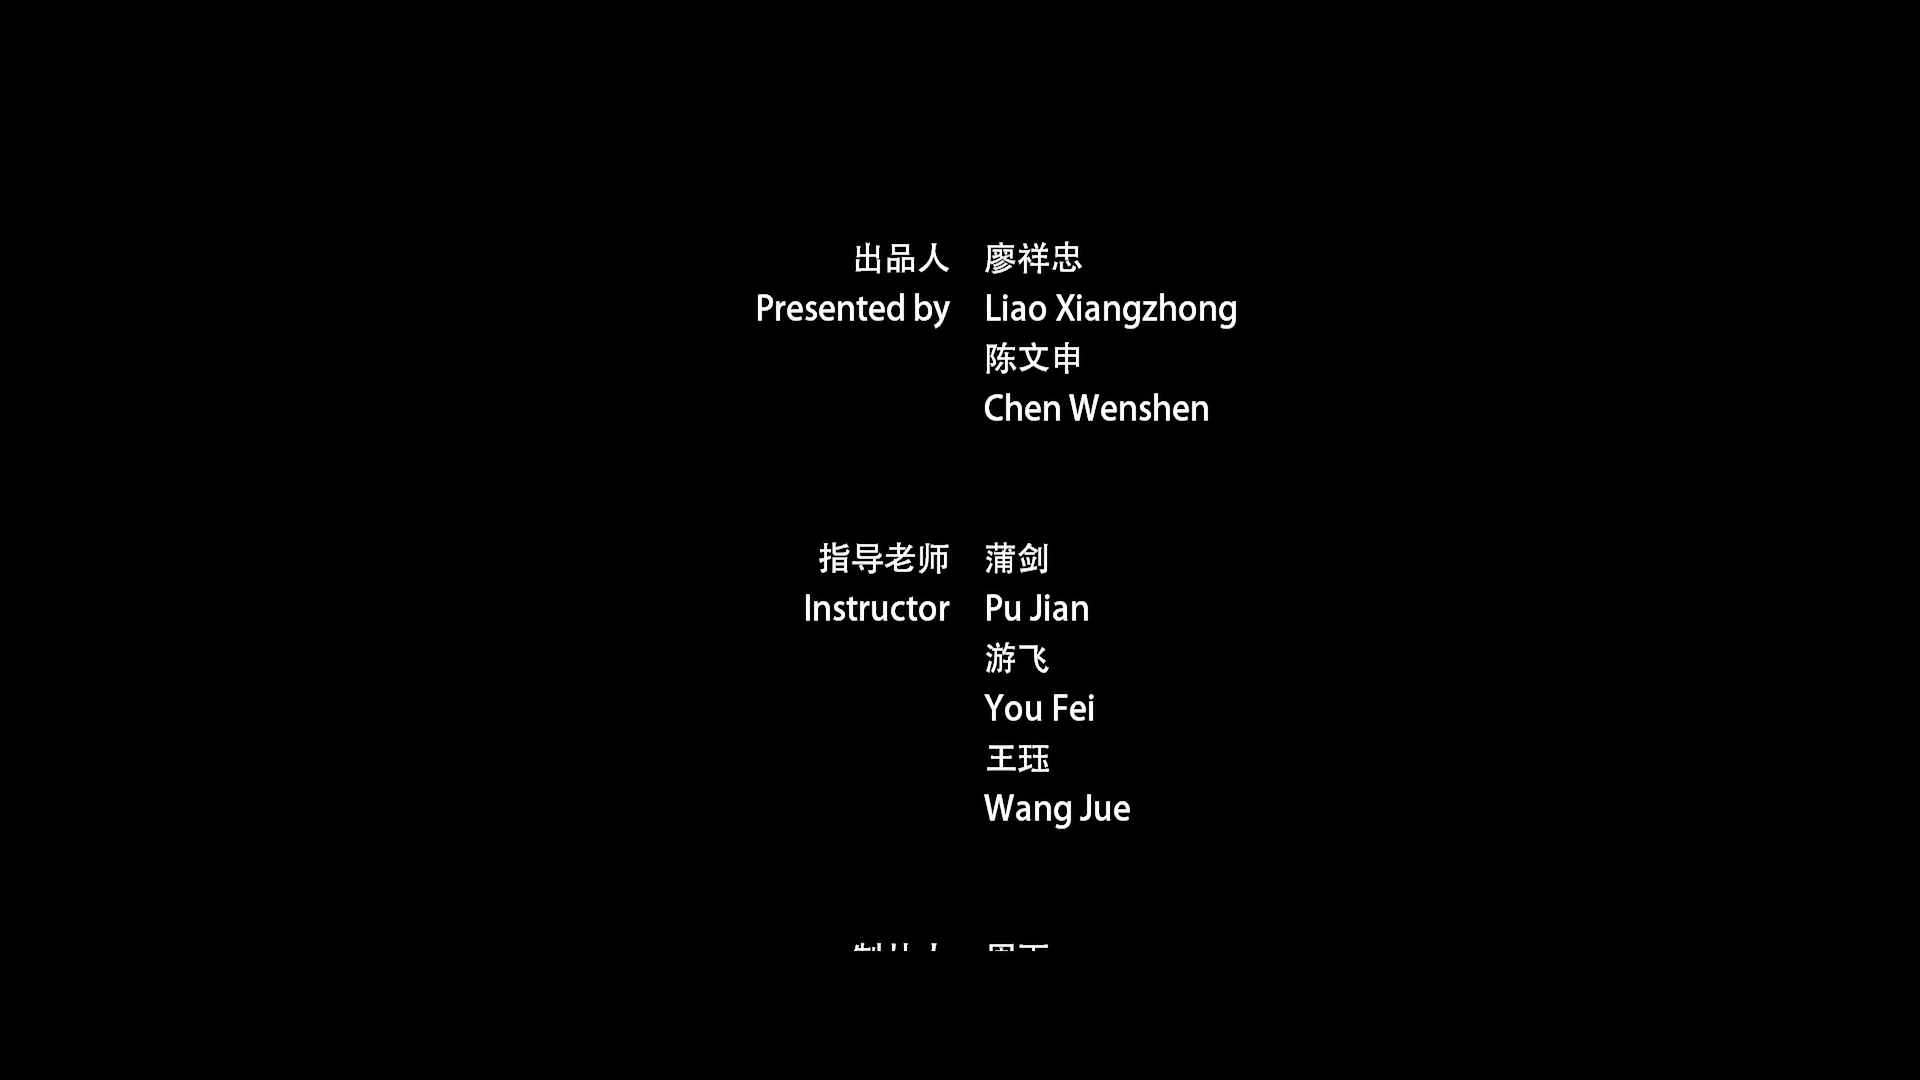 出品人 廖祥忠
Presented by Liao Xiangzhong
陈文申
Chen Wenshen
指导老师 蒲剑
Instructor Pu Jian
游飞
You Fei
王珏
Wang Jue